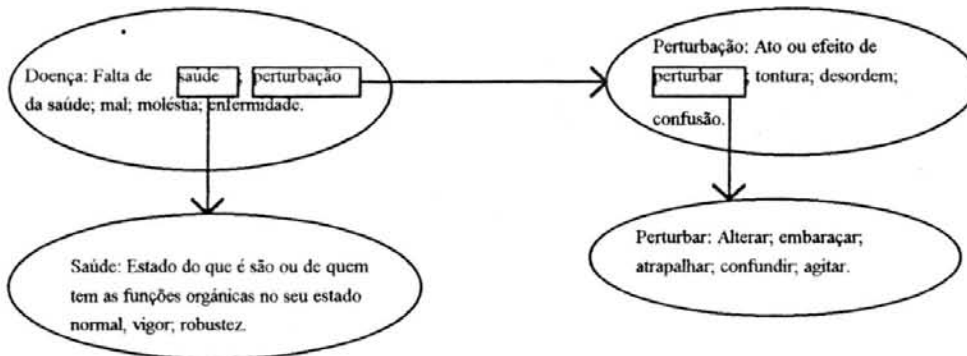 Doença: Falta de saúde ; perturbação
da saúde; mal; moléstia; enfermidade.
Perturbação: Ato ou efeito de
perturbar ; tontura; desordem;
confusão.
Saúde: Estado do que é são ou de quem
tem as funções orgánicas no seu estado
normal, vigor; robustez.
Perturbar: Alterar; embaraçar;
atrapalhar; confundir; agitar.